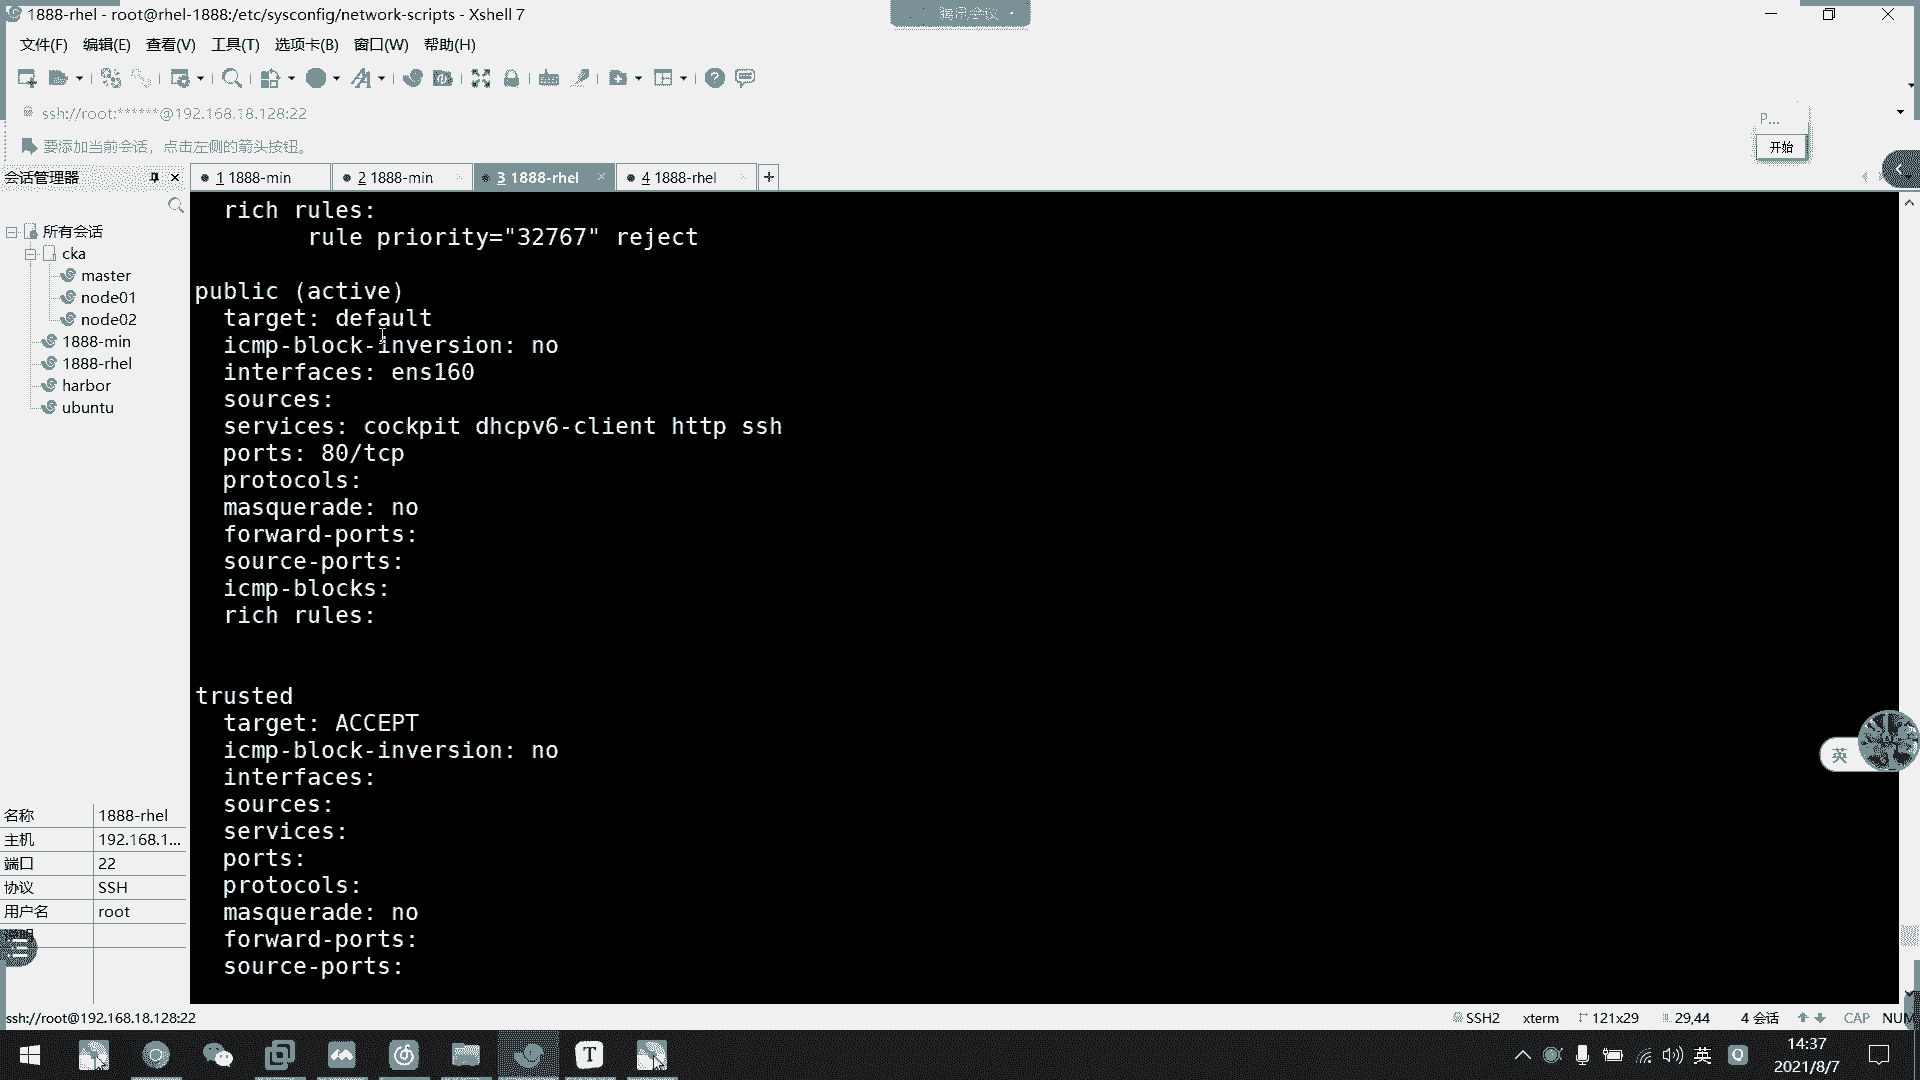 1888-rhel - root@rhel-1888:/etc/sysconfig/network-scripts - Xshell 7
腾讯会议
文件(F) 编辑(E) 查看(V) 工具(T) 选项卡(B) 窗口(W) 帮助(H)
ssh://root:******@192.168.18.128:22
P...
要添加当前会话，点击左侧的箭头按钮。
开始
会话管理器
1 1888-min
2 1888-min
3 1888-rhel
4 1888-rhel
所有会话
cka
master
node01
node02
1888-min
1888-rhel
harbor
ubuntu
rich rules:
rule priority="32767" reject
public (active)
target: default
icmp-block-inversion: no
interfaces: ens160
sources:
services: cockpit dhcpv6-client http ssh
ports: 80/tcp
protocols:
masquerade: no
forward-ports:
source-ports:
icmp-blocks:
rich rules:
trusted
target: ACCEPT
icmp-block-inversion: no
interfaces:
sources:
services:
ports:
protocols:
masquerade: no
forward-ports:
source-ports:
英
名称 1888-rhel
主机 192.168.1...
端口 22
协议 SSH
用户名 root
说明
ssh://root@192.168.18.128:22
SSH2 xterm 121x29 29,44 4 会话 CAP NUM
英
14:37
2021/8/7